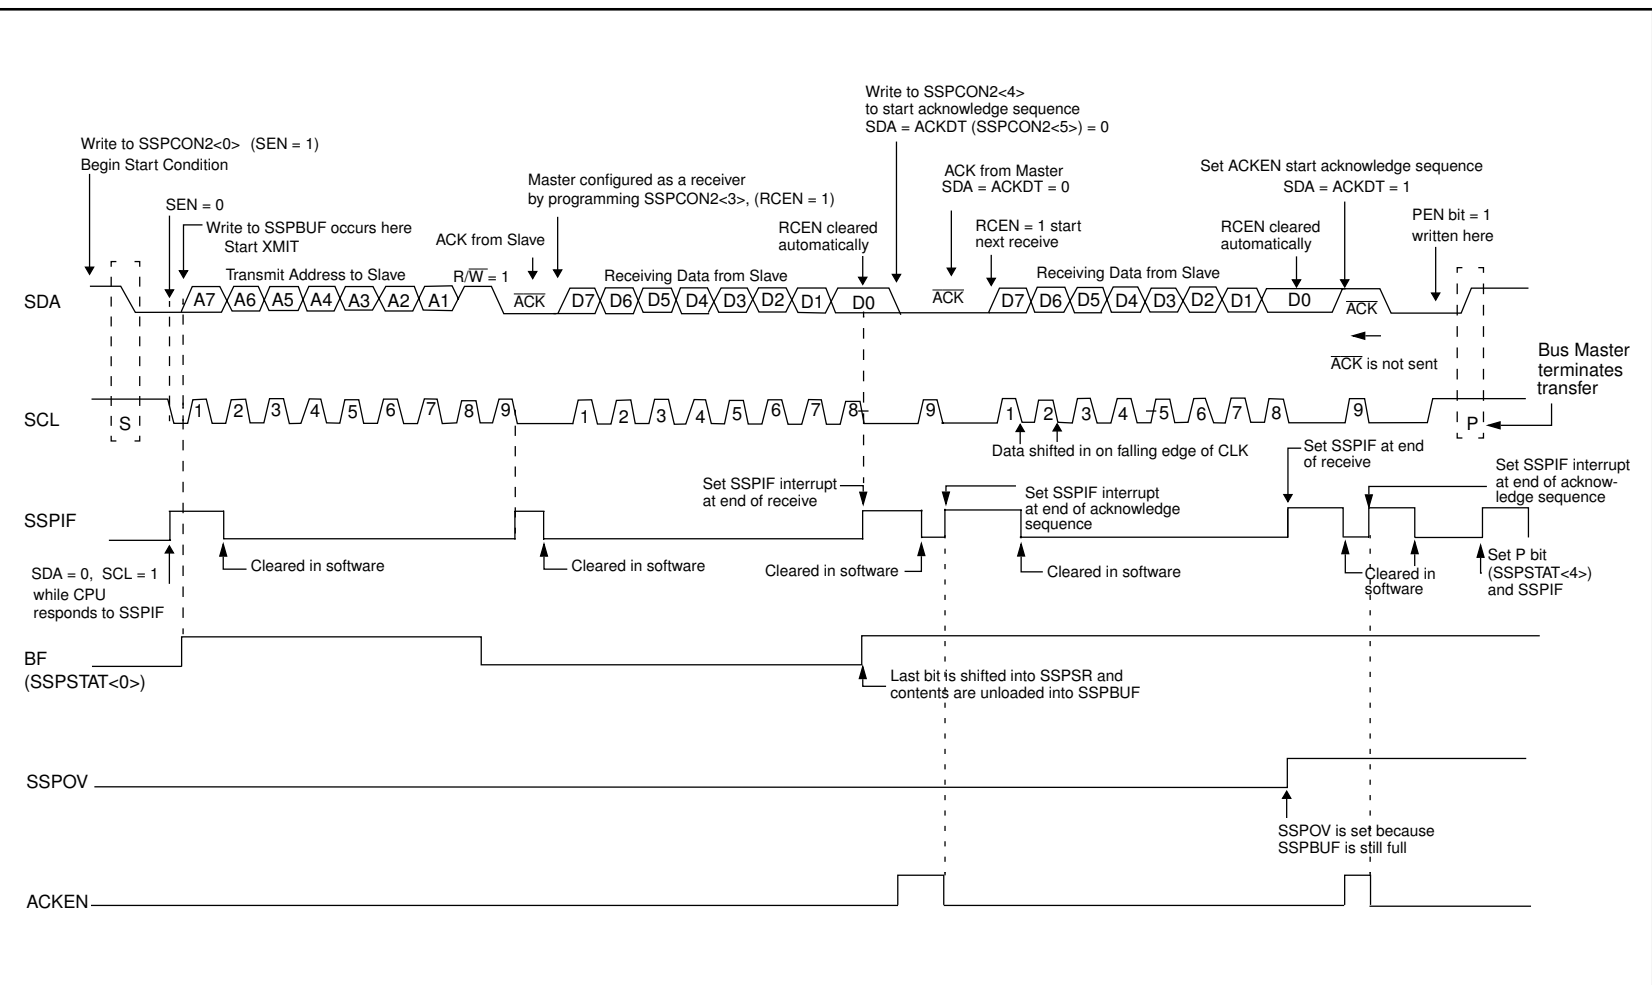 Write to SSPCON2<4>
to start acknowledge sequence
SDA = ACKDT (SSPCON2<5>) = 0
Write to SSPCON2<0> (SEN = 1)
Begin Start Condition
ACK from Master
SDA = ACKDT = 0
Set ACKEN start acknowledge sequence
SDA = ACKDT = 1
Master configured as a receiver
by programming SSPCON2<3>, (RCEN = 1)
SEN = 0
Write to SSPBUF occurs here
Start XMIT
ACK from Slave
RCEN cleared
automatically
RCEN = 1 start
next receive
RCEN cleared
automatically
PEN bit = 1
written here
Transmit Address to Slave
R/W = 1
Receiving Data from Slave
Receiving Data from Slave
SDA
A7 A6 A5 A4 A3 A2 A1 ACK D7 D6 D5 D4 D3 D2 D1 D0 ACK D7 D6 D5 D4 D3 D2 D1 D0 ACK
ACK is not sent
Bus Master
terminates
transfer
SCL
S 1 2 3 4 5 6 7 8 9 1 2 3 4 5 6 7 8 9 1 2 3 4 5 6 7 8 9 P
Data shifted in on falling edge of CLK
Set SSPIF at end
of receive
Set SSPIF interrupt
at end of acknow-
ledge sequence
Set SSPIF interrupt
at end of receive
Set SSPIF interrupt
at end of acknowledge
sequence
SSPIF
SDA = 0, SCL = 1
while CPU
responds to SSPIF
Cleared in software
Cleared in software
Cleared in software
Cleared in software
Cleared in
software
Set P bit
(SSPSTAT<4>)
and SSPIF
BF
(SSPSTAT<0>)
Last bit is shifted into SSPSR and
contents are unloaded into SSPBUF
SSPOV
SSPOV is set because
SSPBUF is still full
ACKEN